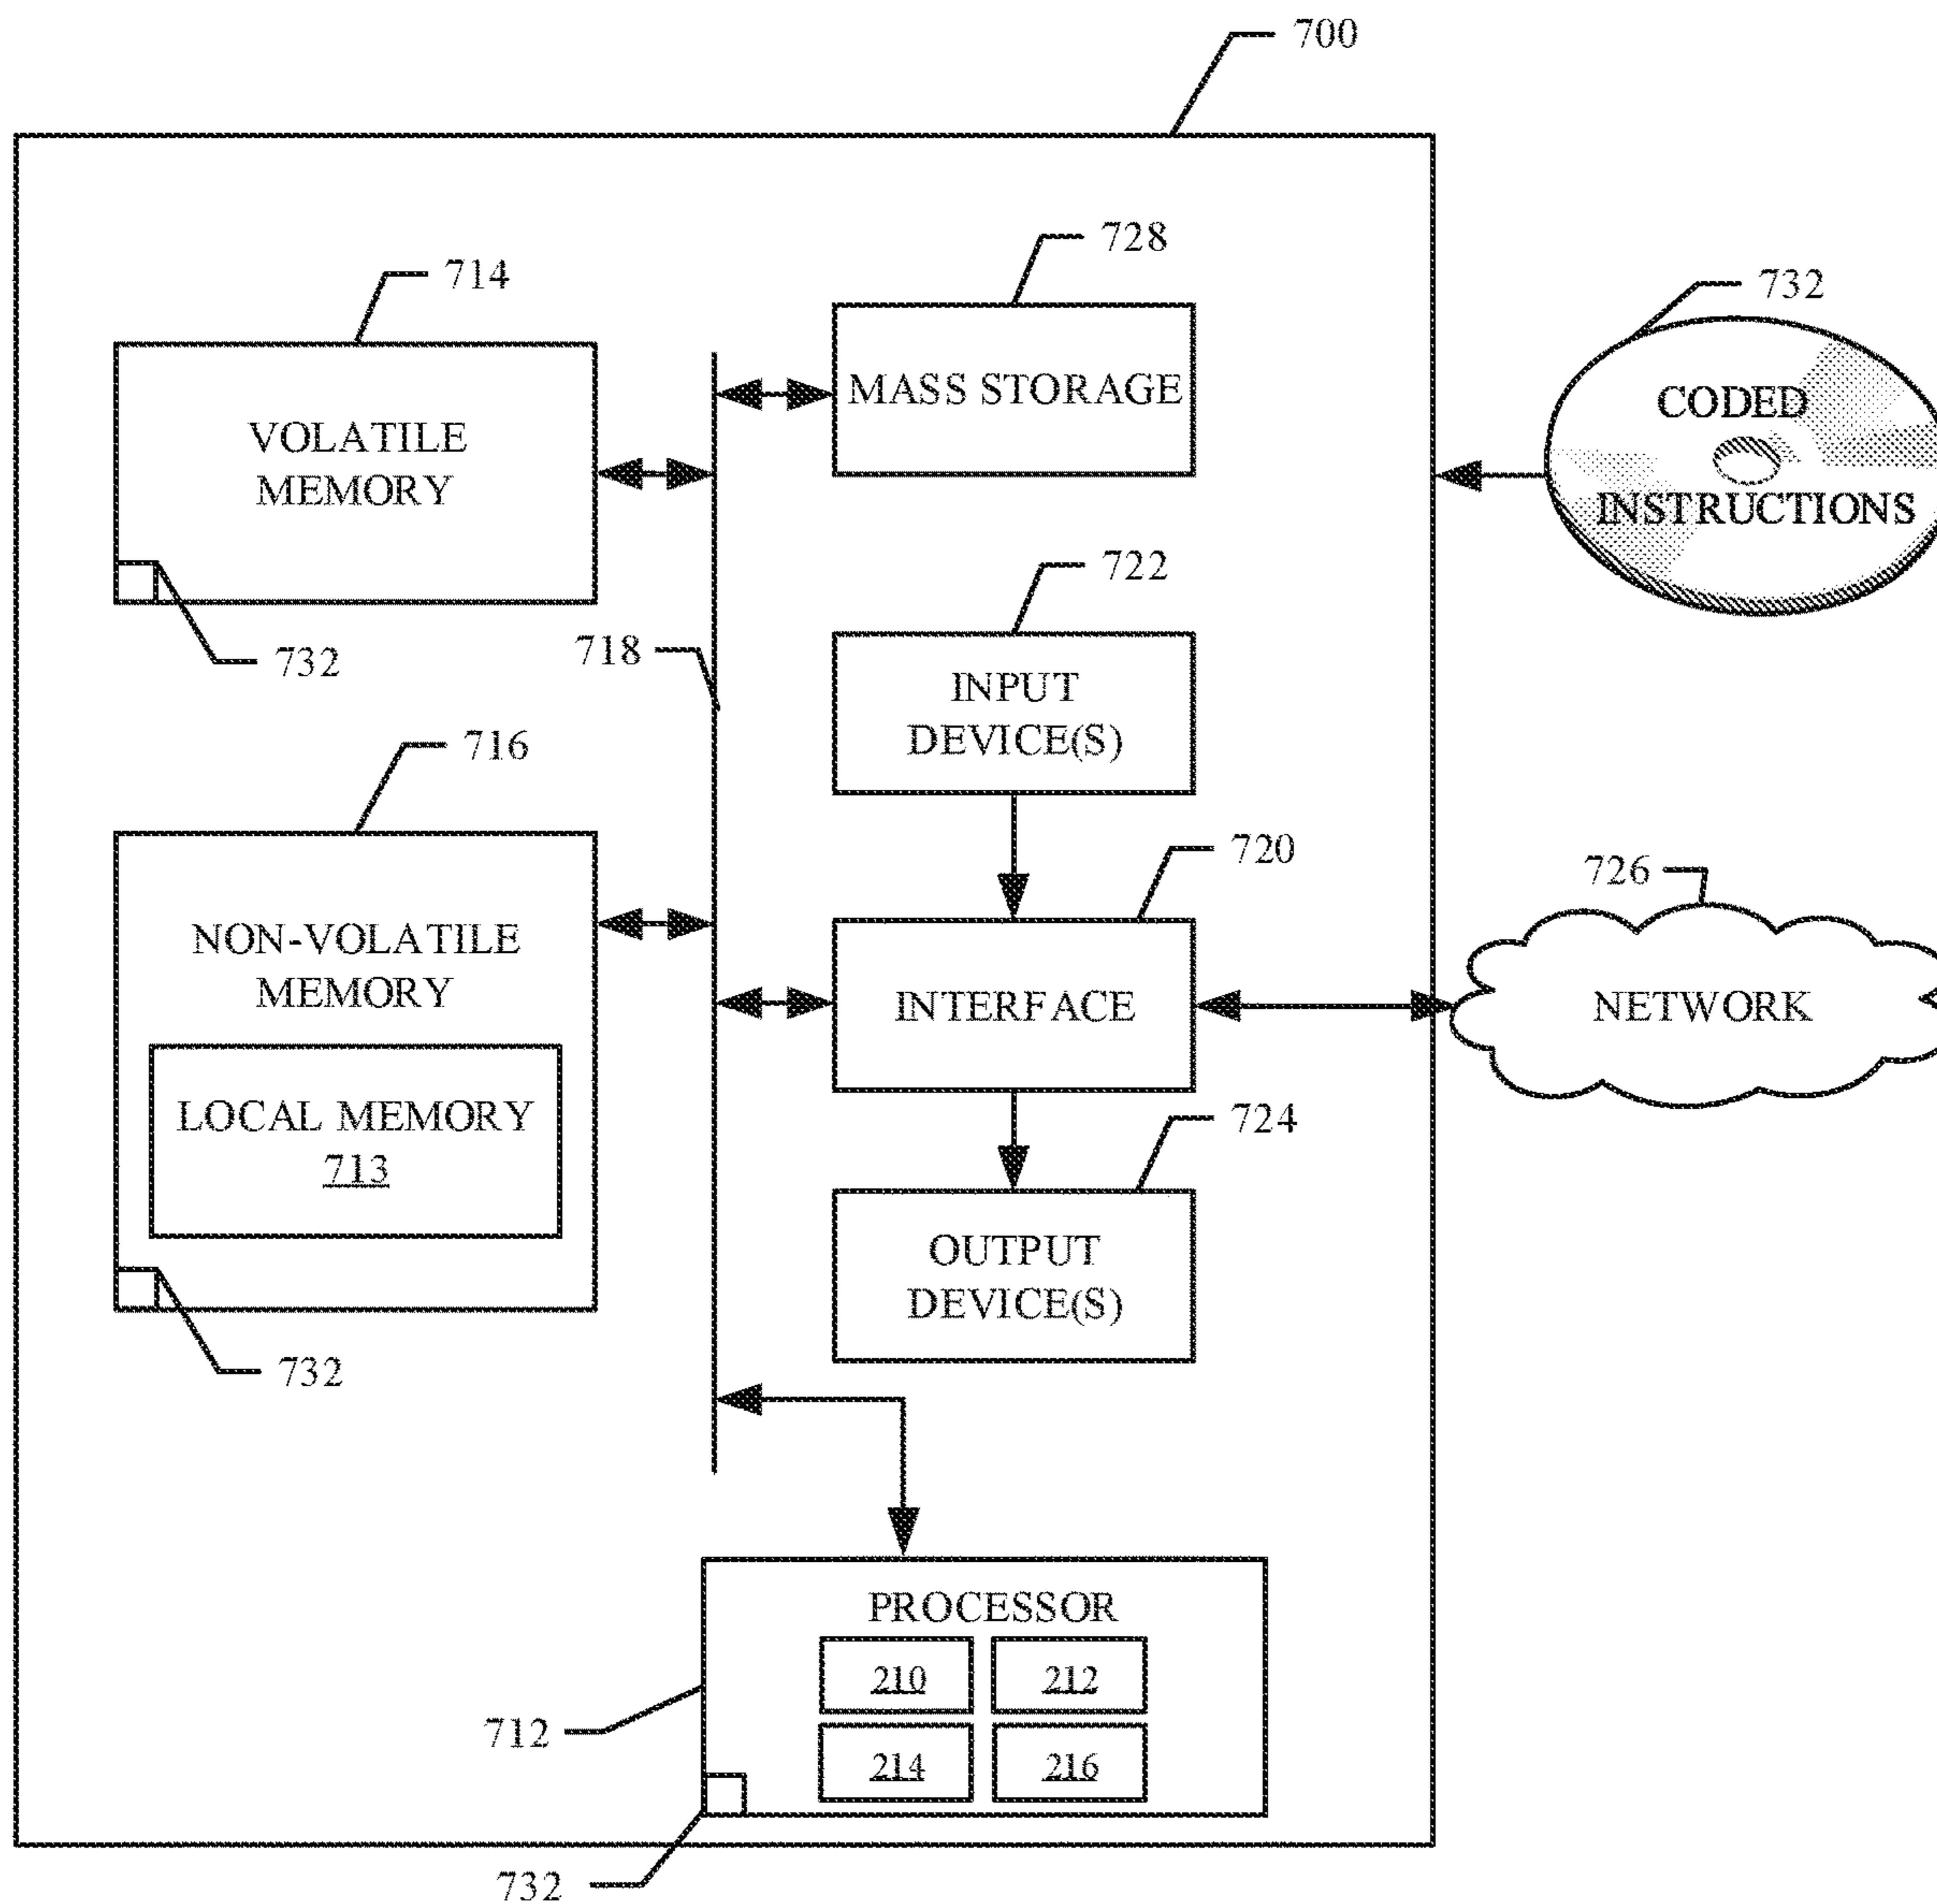 700
728
714
732
MASS STORAGE
CODED
INSTRUCTIONS
VOLATILE
MEMORY
722
732
718
INPUT
DEVICE(S)
716
720
726
NON-VOLATILE
MEMORY
INTERFACE
NETWORK
LOCAL MEMORY
713
724
OUTPUT
DEVICE(S)
732
PROCESSOR
210
212
712
214
216
732